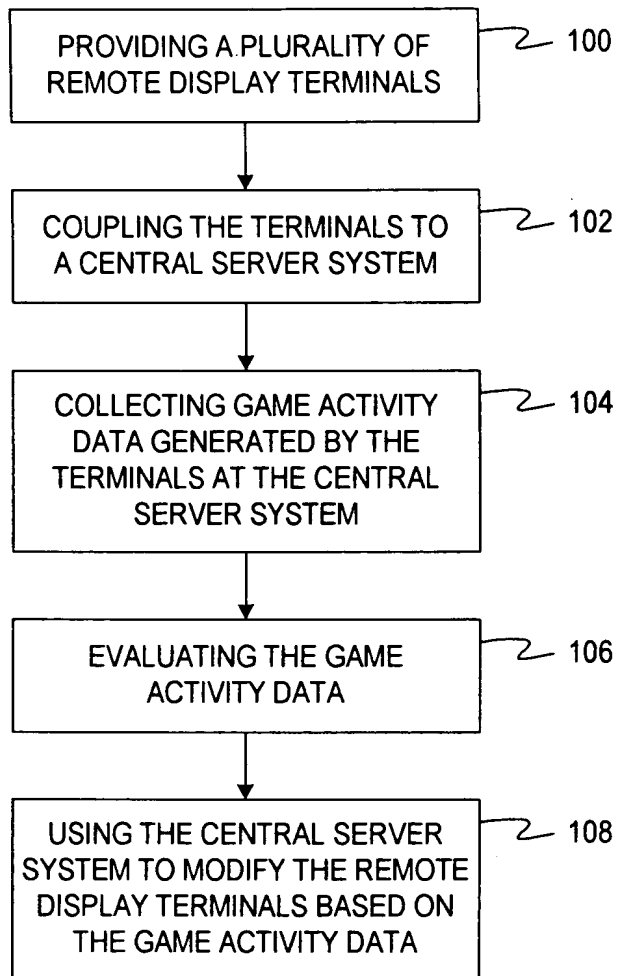 PROVIDING A PLURALITY OF
REMOTE DISPLAY TERMINALS
100
COUPLING THE TERMINALS TO
A CENTRAL SERVER SYSTEM
102
COLLECTING GAME ACTIVITY
DATA GENERATED BY THE
TERMINALS AT THE CENTRAL
SERVER SYSTEM
104
EVALUATING THE GAME
ACTIVITY DATA
106
USING THE CENTRAL SERVER
SYSTEM TO MODIFY THE REMOTE
DISPLAY TERMINALS BASED ON
THE GAME ACTIVITY DATA
108